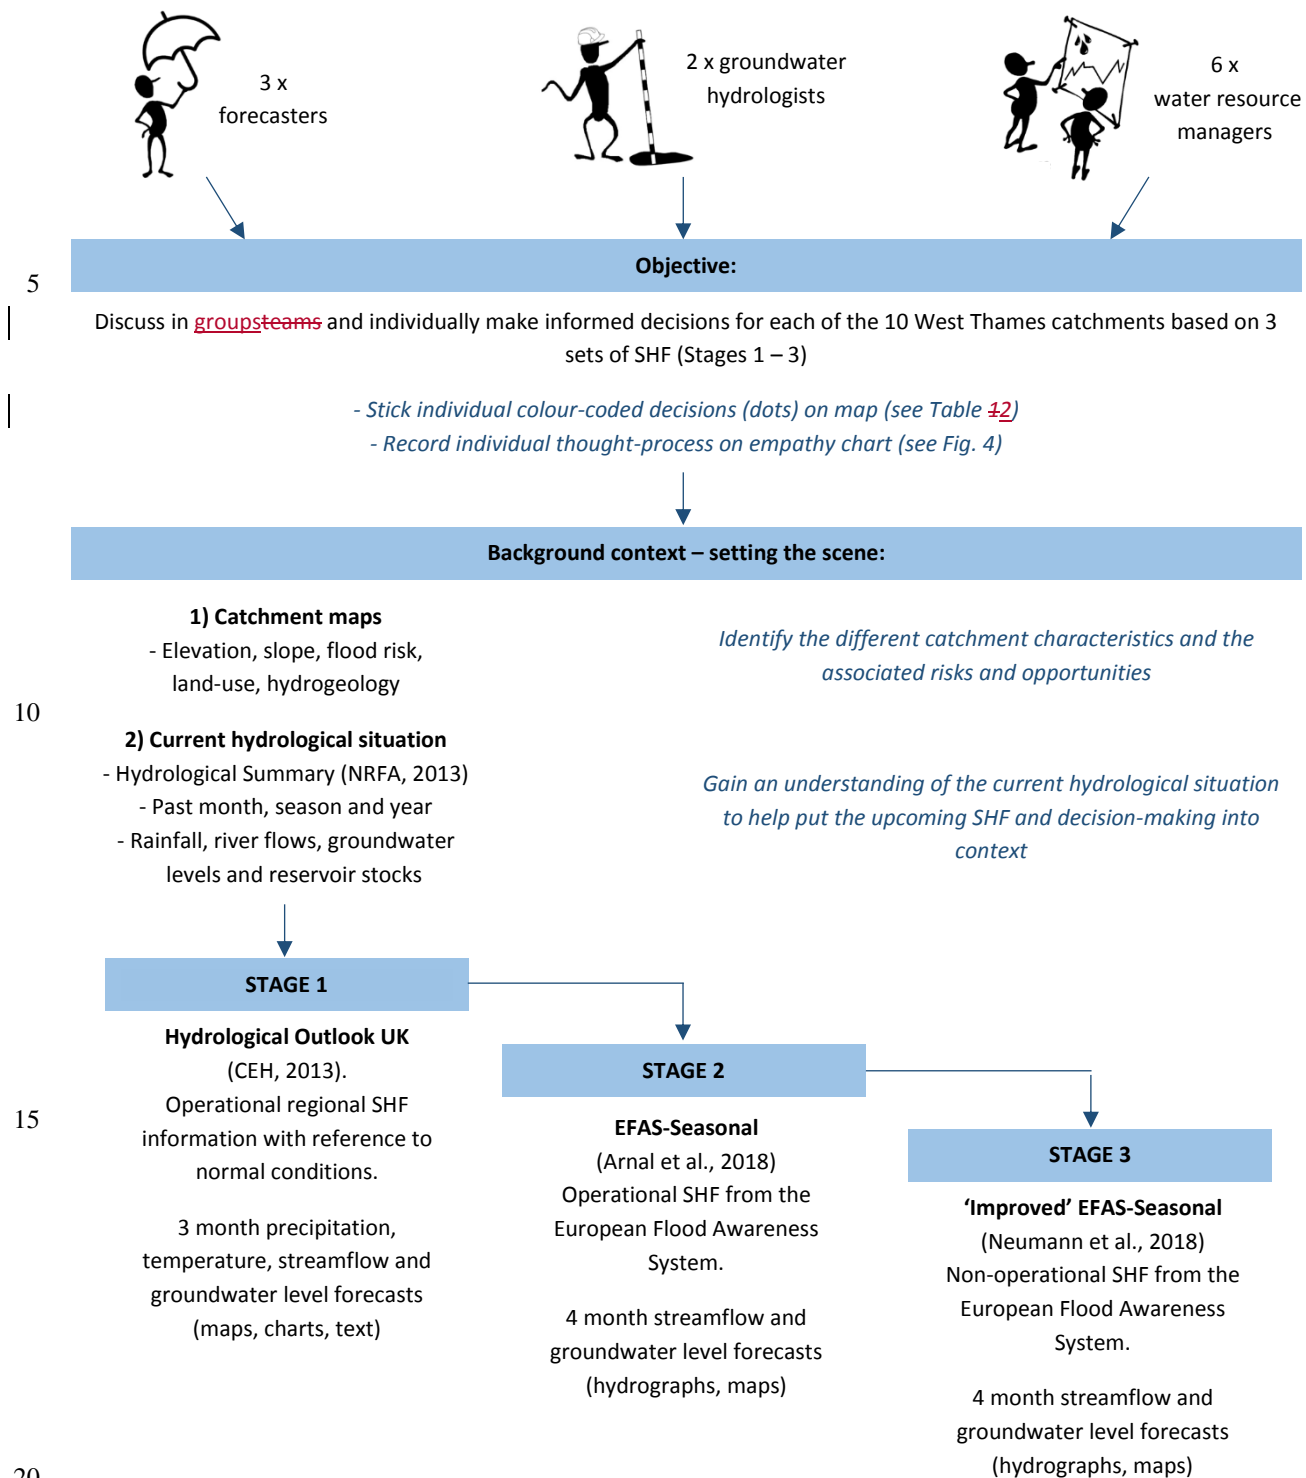 3 x
forecasters
2 x groundwater
hydrologists
6 x
water resource
managers
5
Objective:
Discuss in groupsteams and individually make informed decisions for each of the 10 West Thames catchments based on 3
sets of SHF (Stages 1 – 3)
- Stick individual colour-coded decisions (dots) on map (see Table 12)
- Record individual thought-process on empathy chart (see Fig. 4)
Background context – setting the scene:
1) Catchment maps
- Elevation, slope, flood risk,
land-use, hydrogeology
Identify the different catchment characteristics and the
associated risks and opportunities
10
2) Current hydrological situation
- Hydrological Summary (NRFA, 2013)
- Past month, season and year
- Rainfall, river flows, groundwater
levels and reservoir stocks
Gain an understanding of the current hydrological situation
to help put the upcoming SHF and decision-making into
context
STAGE 1
Hydrological Outlook UK
(CEH, 2013).
Operational regional SHF
information with reference to
normal conditions.
3 month precipitation,
temperature, streamflow and
groundwater level forecasts
(maps, charts, text)
STAGE 2
15
EFAS-Seasonal
(Arnal et al., 2018)
Operational SHF from the
European Flood Awareness
System.
4 month streamflow and
groundwater level forecasts
(hydrographs, maps)
STAGE 3
'Improved' EFAS-Seasonal
(Neumann et al., 2018)
Non-operational SHF from the
European Flood Awareness
System.
4 month streamflow and
groundwater level forecasts
(hydrographs, maps)
20